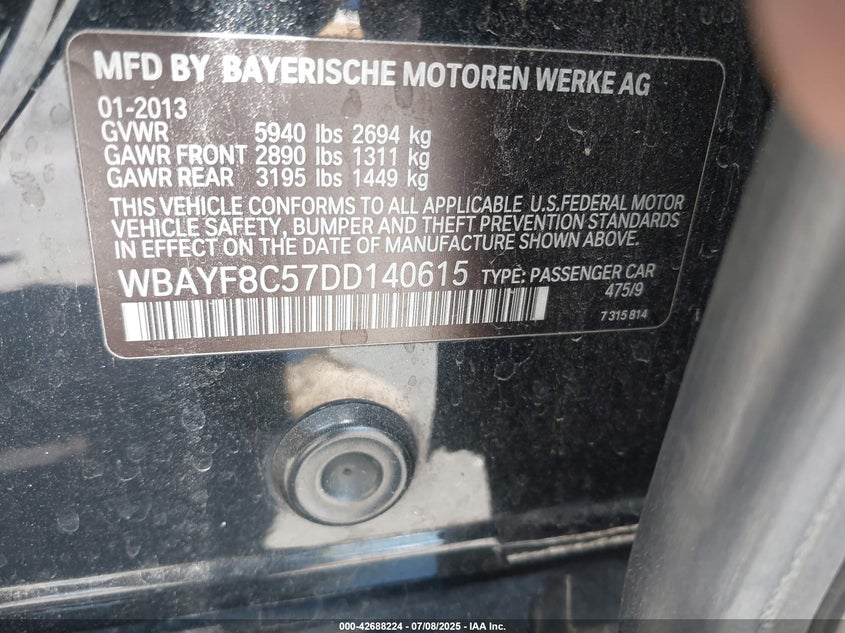 MFD BY BAYERISCHE MOTOREN WERKE AG
01-2013
GVWR 5940 lbs 2694 kg
GAWR FRONT 2890 lbs 1311 kg
GAWR REAR 3195 lbs 1449 kg
THIS VEHICLE CONFORMS TO ALL APPLICABLE U.S.FEDERAL MOTOR
VEHICLE SAFETY, BUMPER AND THEFT PREVENTION STANDARDS
IN EFFECT ON THE DATE OF MANUFACTURE SHOWN ABOVE.
WBAYF8C57DD140615 TYPE: PASSENGER CAR
475/9
7 315 814
000-42688224 - 07/08/2025 - IAA Inc.